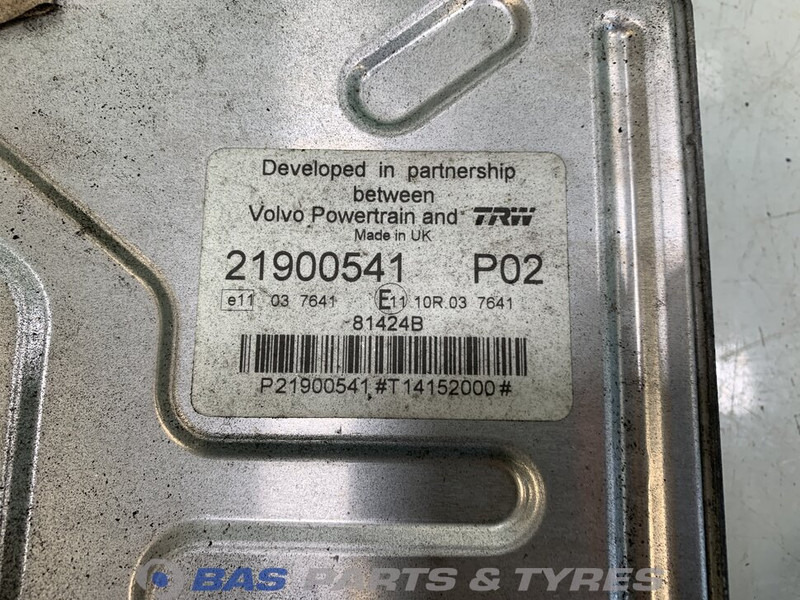 Developed in partnership
between
Volvo Powertrain and TRW
Made in UK
21900541 P02
e11 03 7641 E11 10R.03 7641
81424B
P21900541#T14152000#
BAS PARTS & TYRES